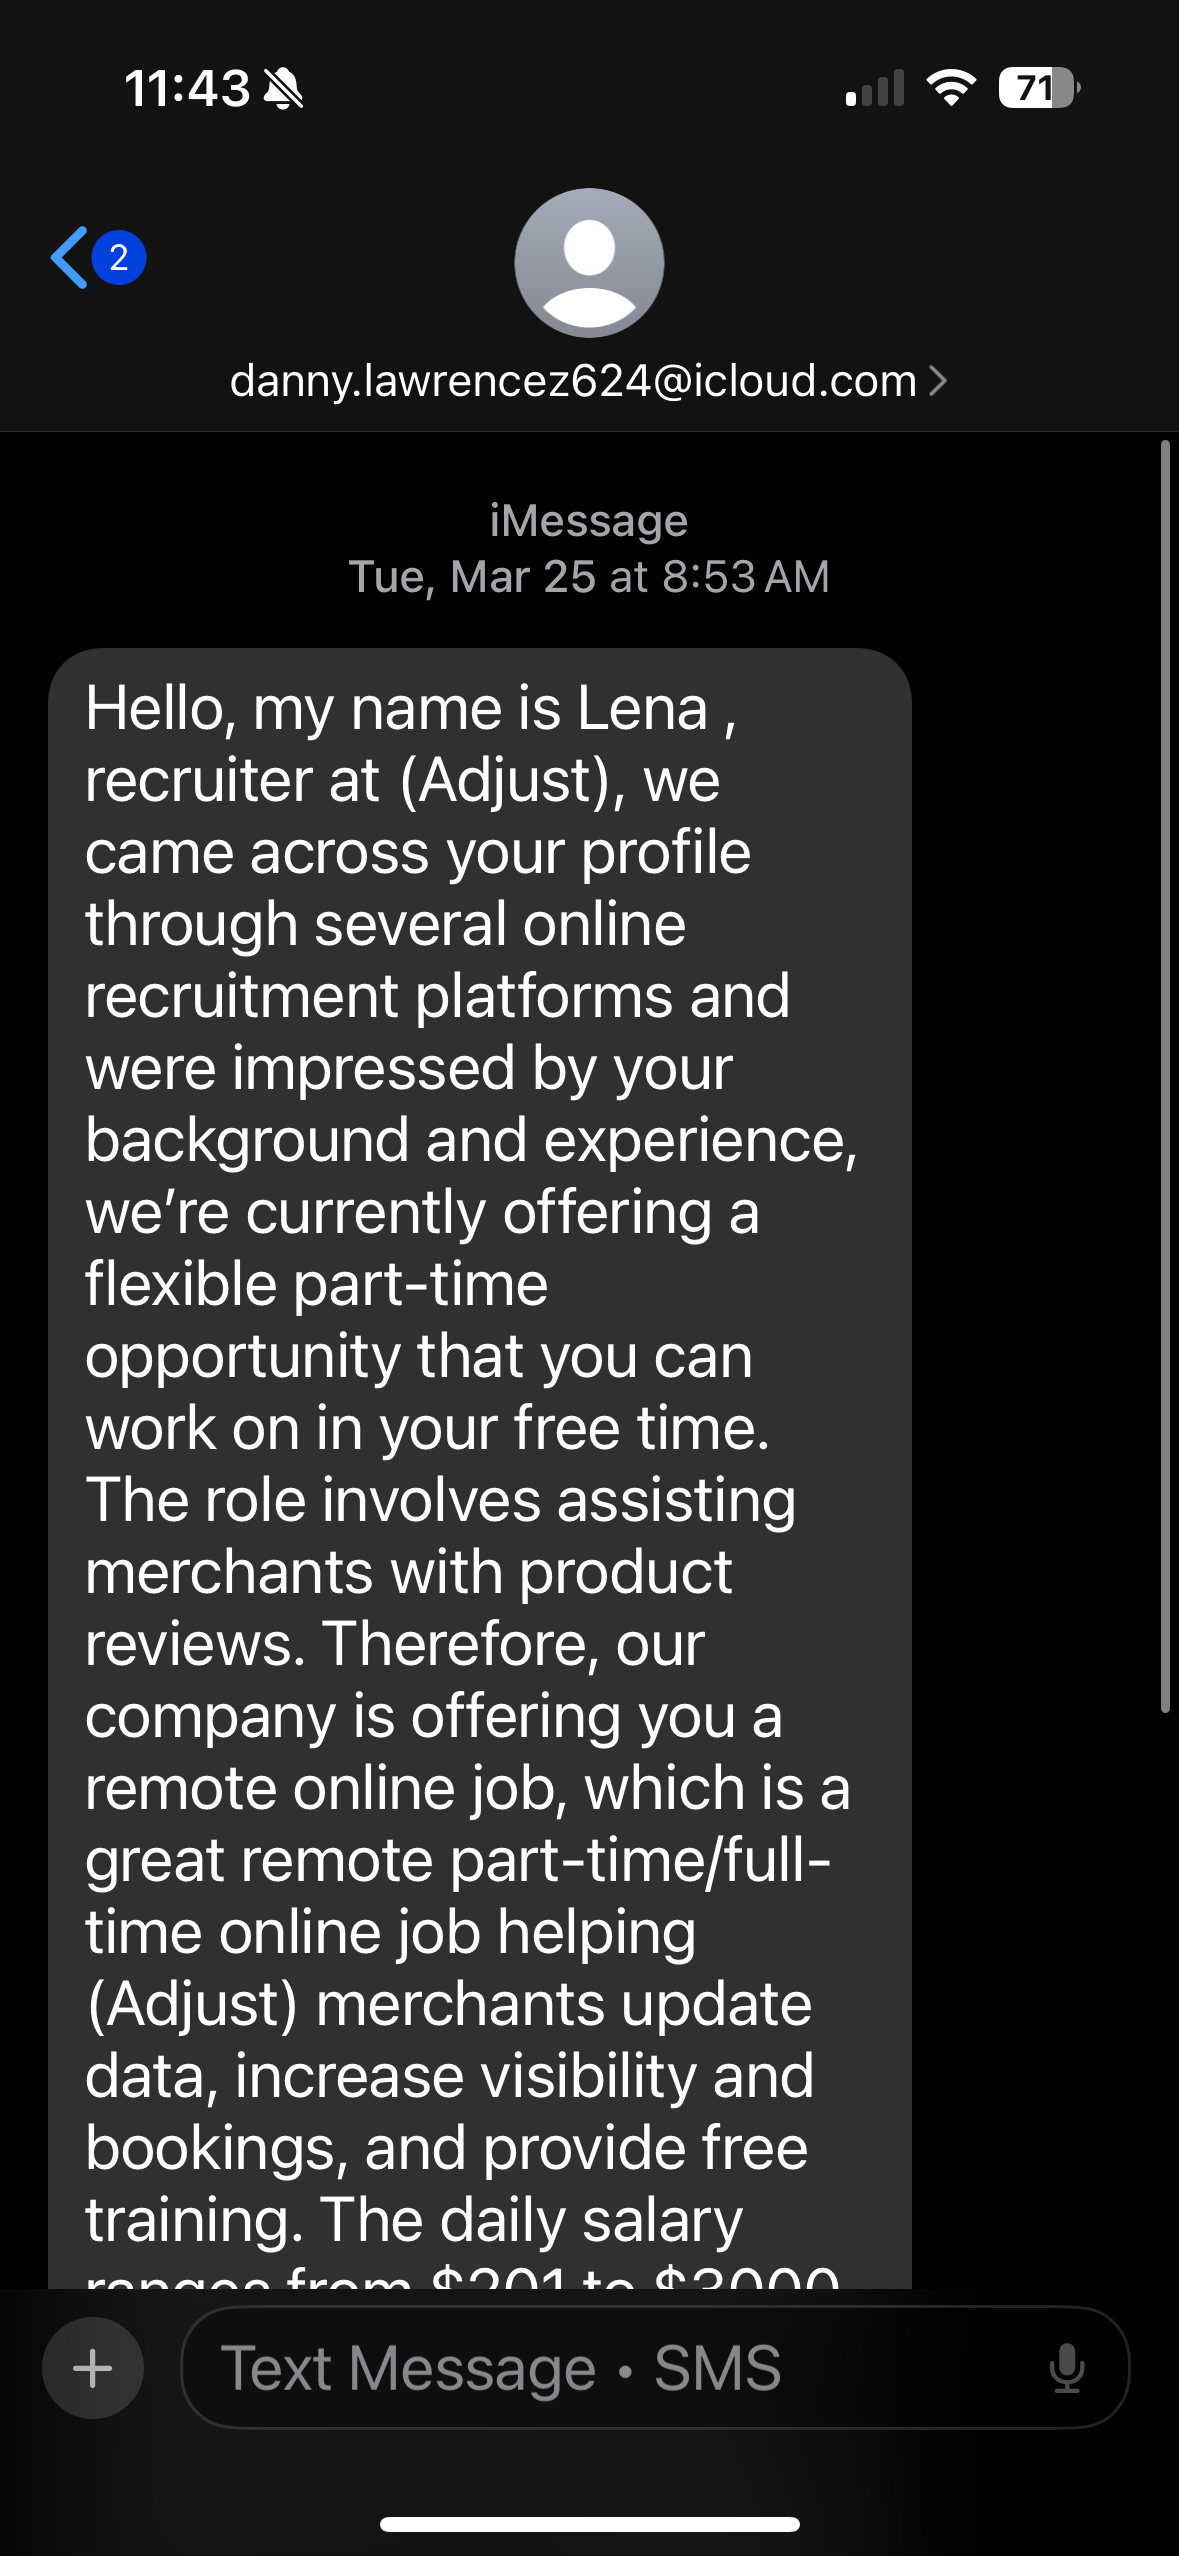 11:43
71
2
danny.lawrencez624@icloud.com
iMessage
Tue, Mar 25 at 8:53 AM
Hello, my name is Lena ,
recruiter at (Adjust), we
came across your profile
through several online
recruitment platforms and
were impressed by your
background and experience,
we’re currently offering a
flexible part-time
opportunity that you can
work on in your free time.
The role involves assisting
merchants with product
reviews. Therefore, our
company is offering you a
remote online job, which is a
great remote part-time/full-
time online job helping
(Adjust) merchants update
data, increase visibility and
bookings, and provide free
training. The daily salary
ranges from $201 to $3000
Text Message • SMS